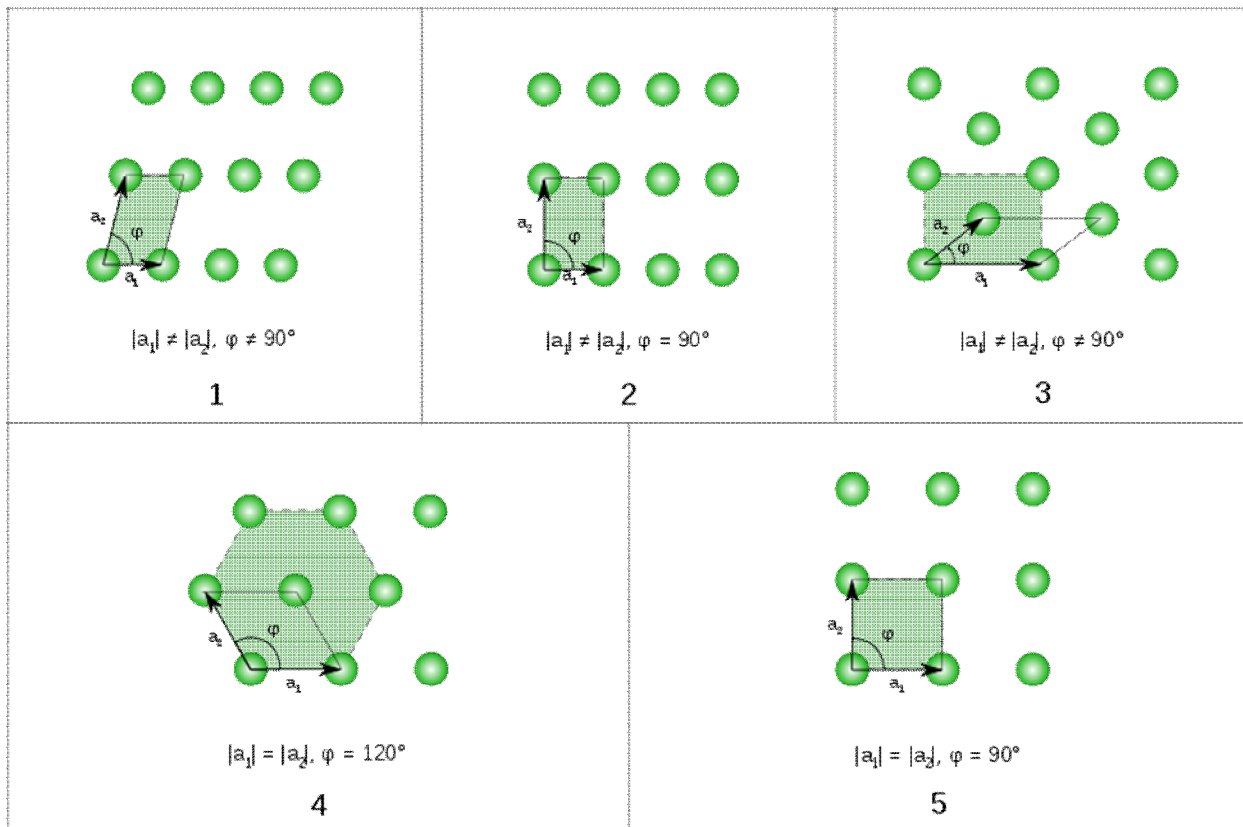 a₂ φ a₁
|a₁| ≠ |a₂|, φ ≠ 90°
1
a₂ φ a₁
|a₁| ≠ |a₂|, φ = 90°
2
a₂ φ a₁
|a₁| ≠ |a₂|, φ ≠ 90°
3
a₂ φ a₁
|a₁| = |a₂|, φ = 120°
4
a₂ φ a₁
|a₁| = |a₂|, φ = 90°
5